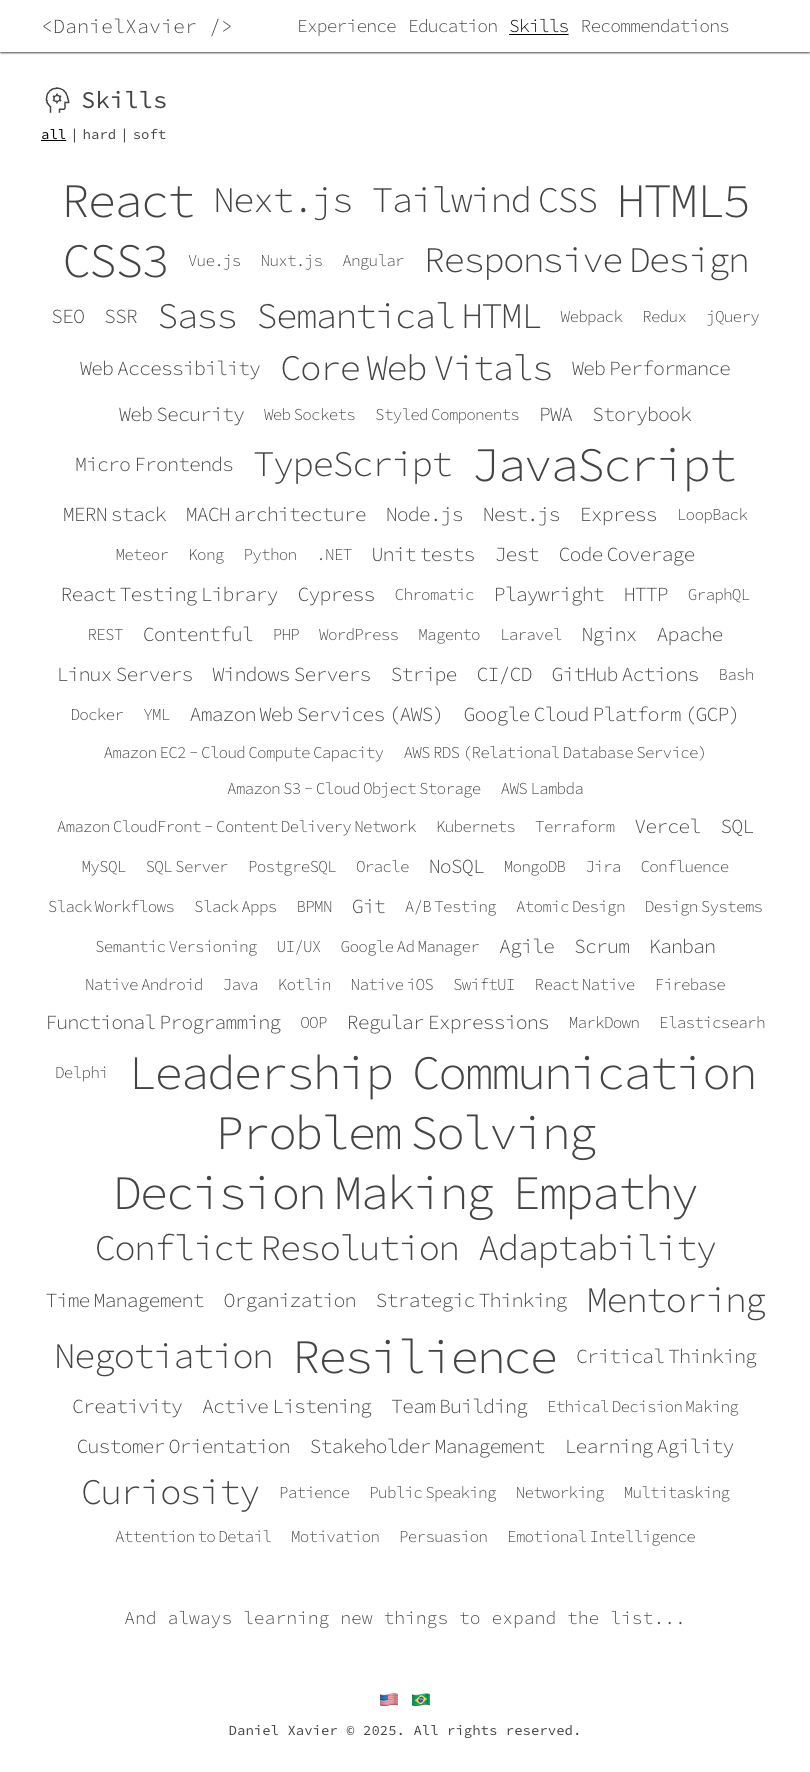 <DanielXavier /> Experience Education Skills Recommendations
Skills
all | hard | soft
React Next.js Tailwind CSS HTML5
CSS3 Vue.js Nuxt.js Angular Responsive Design
SEO SSR Sass Semantical HTML Webpack Redux jQuery
Web Accessibility Core Web Vitals Web Performance
Web Security Web Sockets Styled Components PWA Storybook
Micro Frontends TypeScript JavaScript
MERN stack MACH architecture Node.js Nest.js Express LoopBack
Meteor Kong Python .NET Unit tests Jest Code Coverage
React Testing Library Cypress Chromatic Playwright HTTP GraphQL
REST Contentful PHP WordPress Magento Laravel Nginx Apache
Linux Servers Windows Servers Stripe CI/CD GitHub Actions Bash
Docker YML Amazon Web Services (AWS) Google Cloud Platform (GCP)
Amazon EC2 - Cloud Compute Capacity AWS RDS (Relational Database Service)
Amazon S3 - Cloud Object Storage AWS Lambda
Amazon CloudFront - Content Delivery Network Kubernets Terraform Vercel SQL
MySQL SQL Server PostgreSQL Oracle NoSQL MongoDB Jira Confluence
Slack Workflows Slack Apps BPMN Git A/B Testing Atomic Design Design Systems
Semantic Versioning UI/UX Google Ad Manager Agile Scrum Kanban
Native Android Java Kotlin Native iOS SwiftUI React Native Firebase
Functional Programming OOP Regular Expressions MarkDown Elasticsearh
Delphi Leadership Communication
Problem Solving
Decision Making Empathy
Conflict Resolution Adaptability
Time Management Organization Strategic Thinking Mentoring
Negotiation Resilience Critical Thinking
Creativity Active Listening Team Building Ethical Decision Making
Customer Orientation Stakeholder Management Learning Agility
Curiosity Patience Public Speaking Networking Multitasking
Attention to Detail Motivation Persuasion Emotional Intelligence
And always learning new things to expand the list...
Daniel Xavier © 2025. All rights reserved.